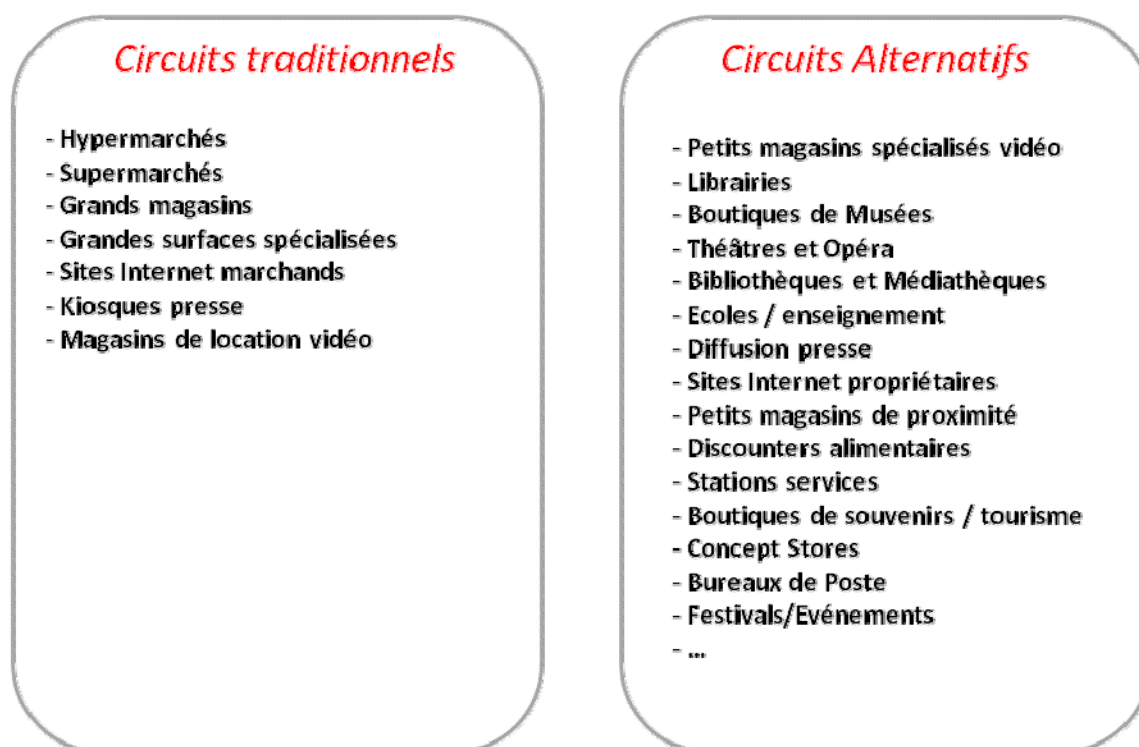 Circuits traditionnels
- Hypermarchés
- Supermarchés
- Grands magasins
- Grandes surfaces spécialisées
- Sites Internet marchands
- Kiosques presse
- Magasins de location vidéo
Circuits Alternatifs
- Petits magasins spécialisés vidéo
- Librairies
- Boutiques de Musées
- Théâtres et Opéra
- Bibliothèques et Médiathèques
- Ecoles / enseignement
- Diffusion presse
- Sites Internet propriétaires
- Petits magasins de proximité
- Discounters alimentaires
- Stations services
- Boutiques de souvenirs / tourisme
- Concept Stores
- Bureaux de Poste
- Festivals/Evénements
- ...